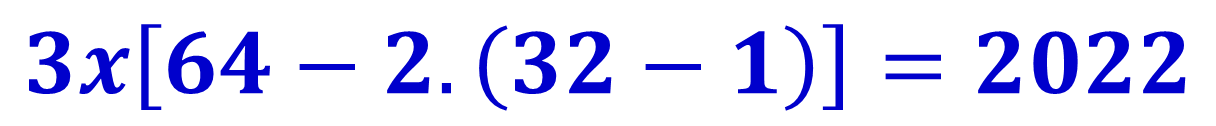 3x[64 − 2. (32 − 1)] = 2022